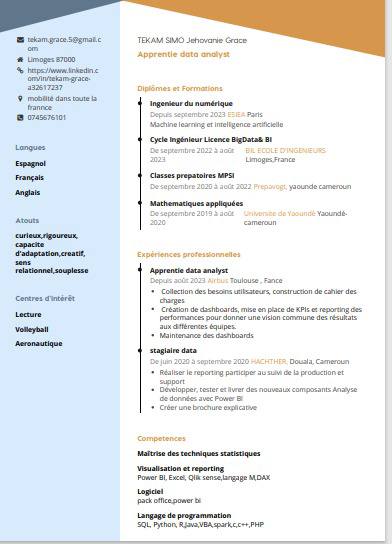 tekam.grace.5@gmail.c
om
Limoges 87000
https://www.linkedin.c
om/in/tekam-grace-
a32617237
mobilité dans toute la
france
0745676101
Langues
Espagnol
Français
Anglais
Atouts
curieux,rigoureux,
capacite
d'adaptation,creatif,
sens
relationnel,souplesse
Centres d'intérêt
Lecture
Volleyball
Aeronautique
TEKAM SIMO Jehovanie Grace
Apprentie data analyst
Diplômes et Formations
Ingenieur du numérique
Depuis septembre 2023 ESIEA Paris
Machine learning et intelligence artificielle
Cycle Ingénieur Licence BigData& BI
De septembre 2022 à août 2023 BIL ECOLE D'INGENIEURS Limoges,France
Classes prepatoires MPSI
De septembre 2020 à août 2022 Prepavogt, yaounde cameroun
Mathematiques appliquées
De septembre 2019 à août 2020 Universite de Yaoundé Yaoundé-cameroun
Expériences professionnelles
Apprentie data analyst
Depuis août 2023 Airbus Toulouse , Fance
• Collection des besoins utilisateurs, construction de cahier des
charges
• Création de dashboards, mise en place de KPIs et reporting des
performances pour donner une vision commune des résultats
aux différentes équipes.
• Maintenance des dashboards
stagiaire data
De juin 2020 à septembre 2020 HACHTHER, Douala, Cameroun
• Réaliser le reporting participer au suivi de la production et
support
• Développer, tester et livrer des nouveaux composants Analyse
de données avec Power BI
• Créer une brochure explicative
Competences
Maîtrise des techniques statistiques
Visualisation et reporting
Power BI, Excel, Qlik sense,langage M,DAX
Logiciel
pack office,power bi
Langage de programmation
SQL, Python, R,Java,VBA,spark,c,c++,PHP